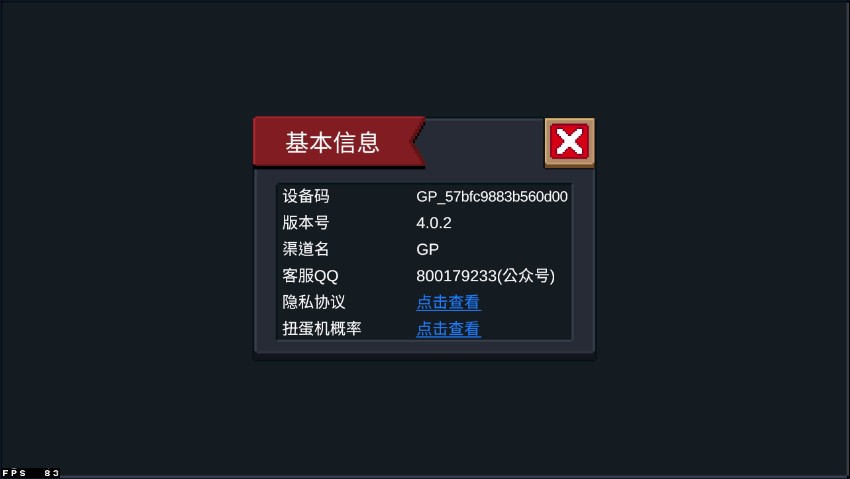 基本信息
设备码 GP_57bfc9883b560d00
版本号 4.0.2
渠道名 GP
客服QQ 800179233(公众号)
隐私协议 点击查看
扭蛋机概率 点击查看
FPS 83